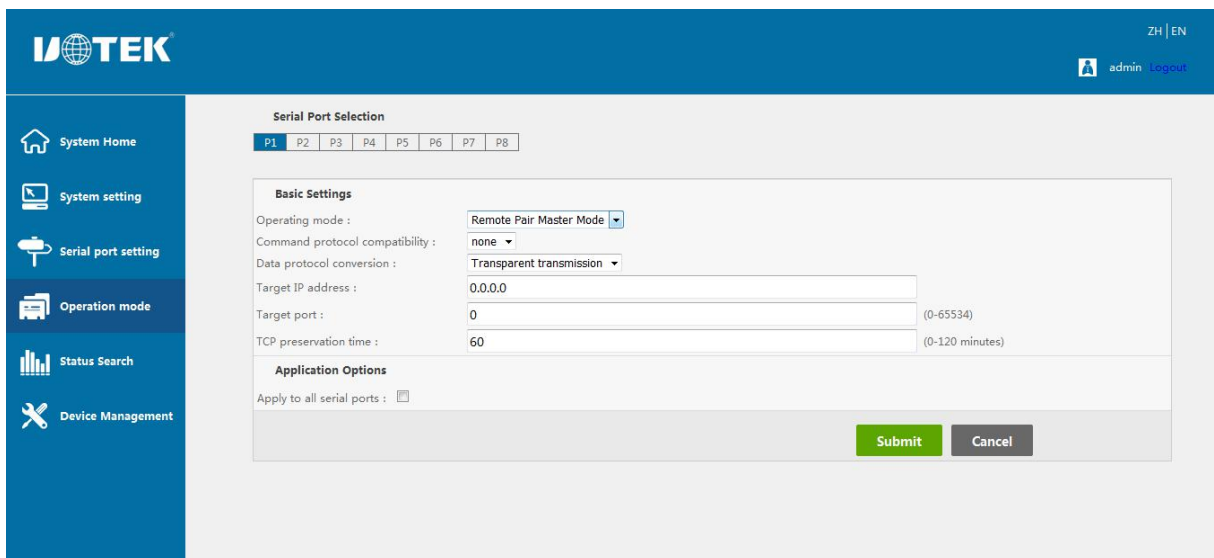 UOTEK®
ZH | EN
admin Logout
System Home
System setting
Serial port setting
Operation mode
Status Search
Device Management
Serial Port Selection
P1 P2 P3 P4 P5 P6 P7 P8
Basic Settings
Operating mode : Remote Pair Master Mode
Command protocol compatibility : none
Data protocol conversion : Transparent transmission
Target IP address : 0.0.0.0
Target port : 0 (0-65534)
TCP preservation time : 60 (0-120 minutes)
Application Options
Apply to all serial ports :
Submit Cancel